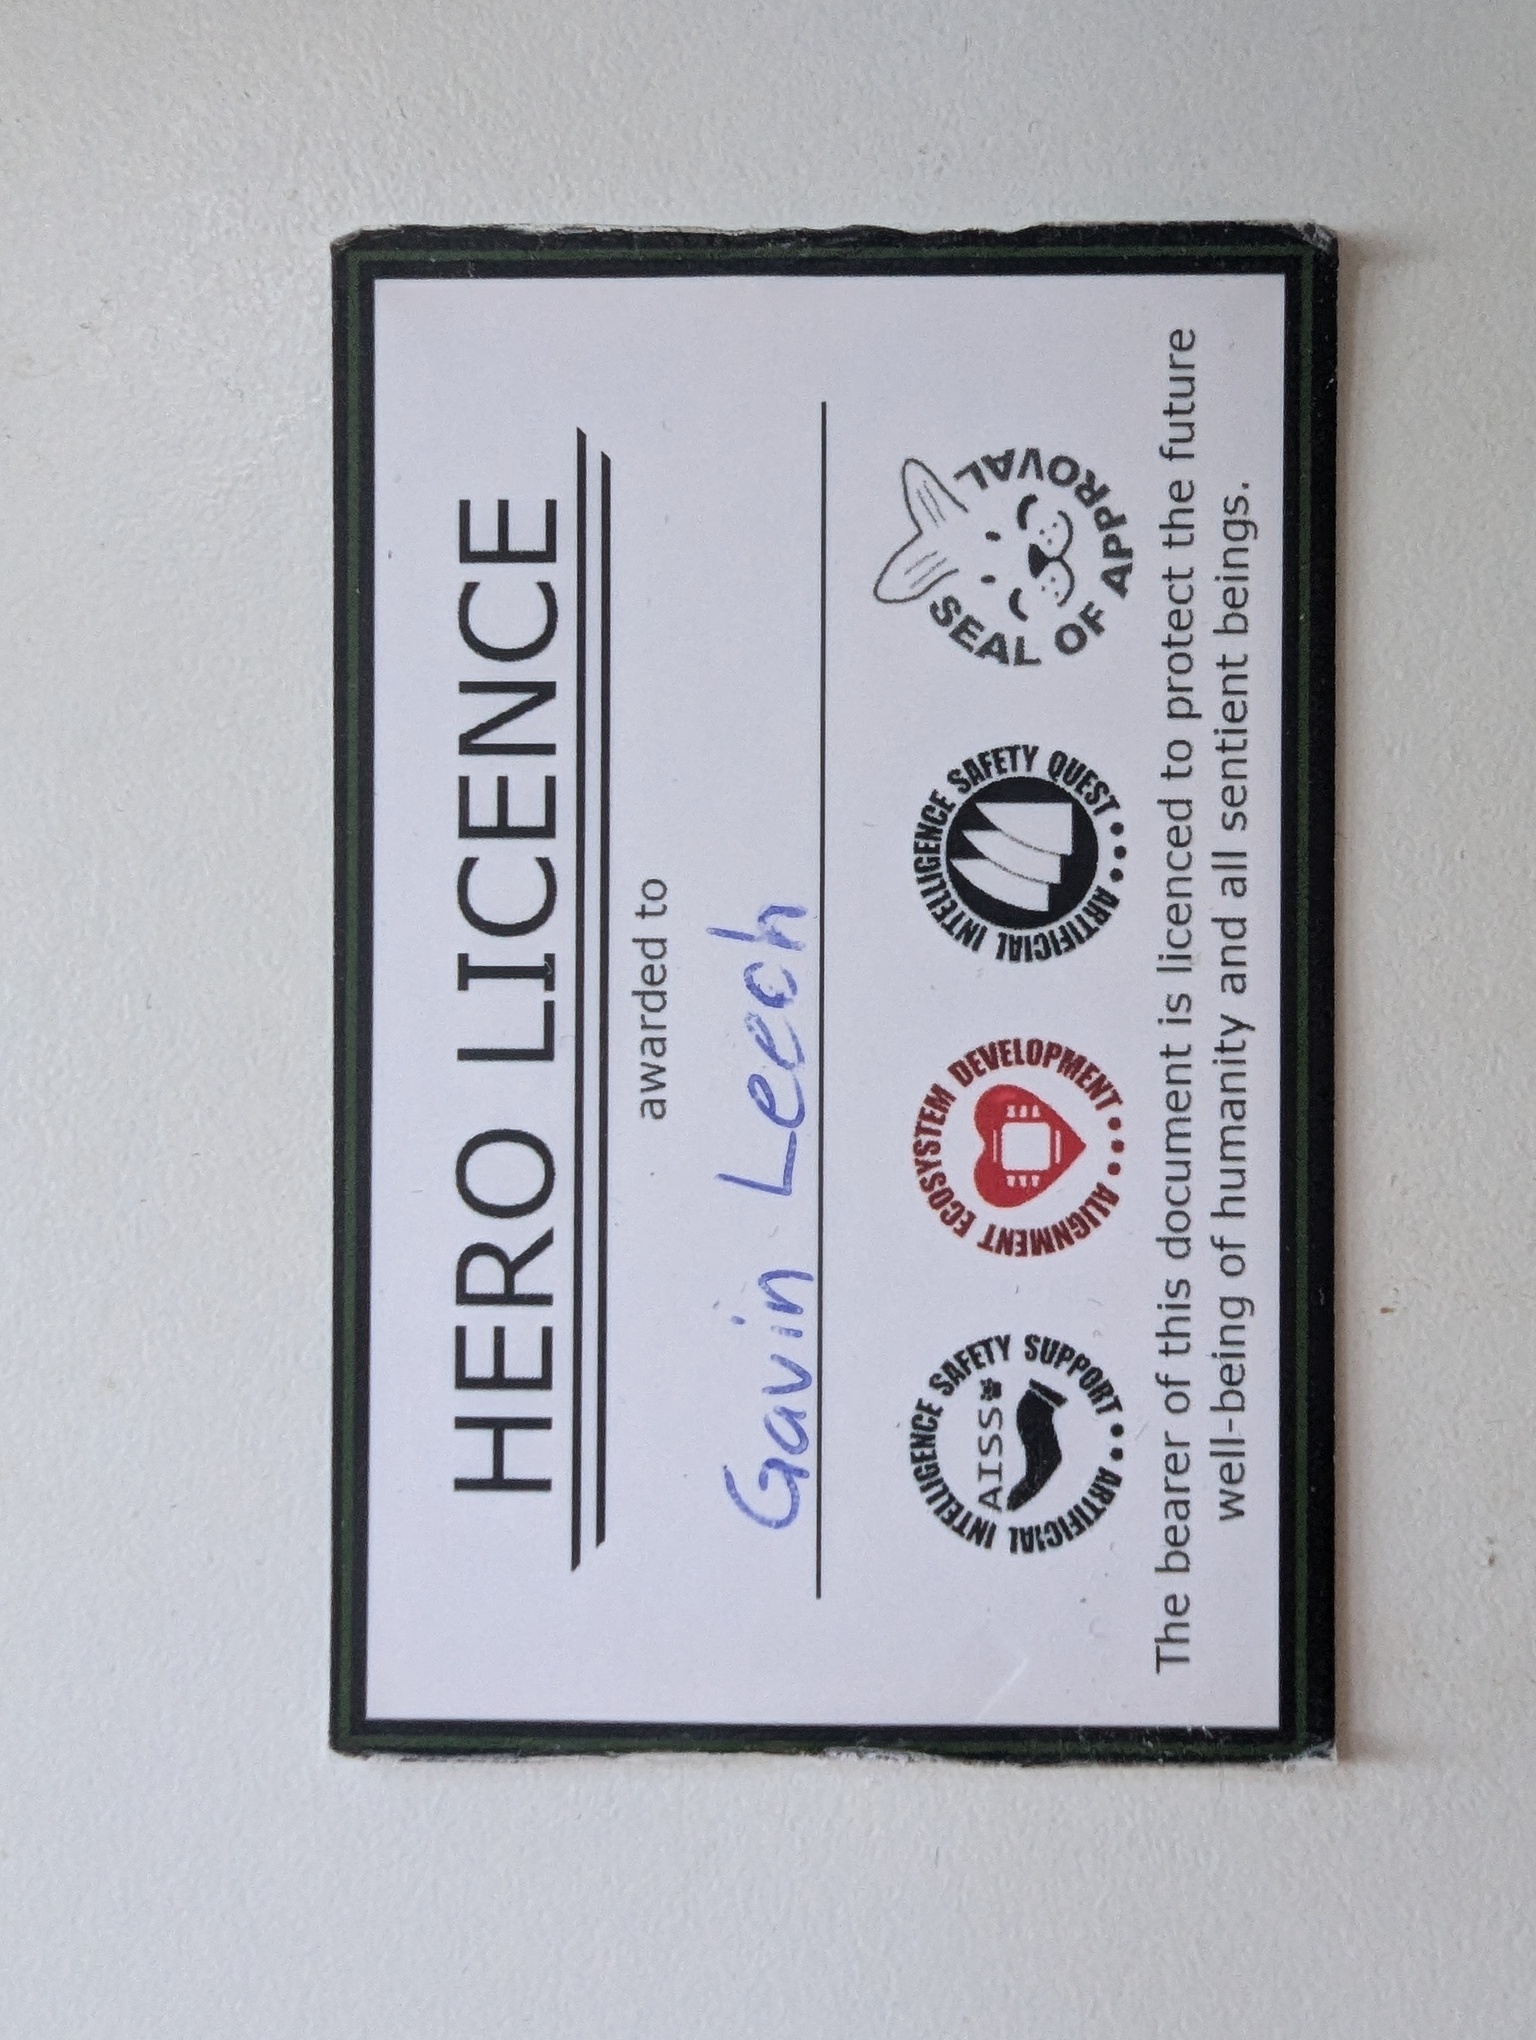 HERO LICENCE
awarded to
Gavin Leech
ARTIFICIAL INTELLIGENCE SAFETY SUPPORT
AISS
ALIGNMENT ECOSYSTEM DEVELOPMENT
ARTIFICIAL INTELLIGENCE SAFETY QUEST
SEAL OF APPROVAL
The bearer of this document is licenced to protect the future
well-being of humanity and all sentient beings.